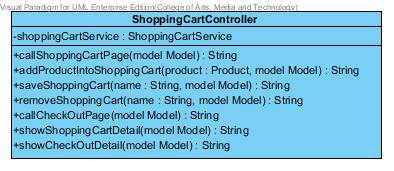 Visual Paradigm for UML Enterprise Edition(College of Arts, Media and Technology)
ShoppingCartController
-shoppingCartService : ShoppingCartService
+callShoppingCartPage(model Model) : String
+addProductIntoShoppingCart(product : Product, model Model) : String
+saveShoppingCart(name : String, model Model) : String
+removeShoppingCart(name : String, model Model) : String
+callCheckOutPage(model Model) : String
+showShoppingCartDetail(model Model) : String
+showCheckOutDetail(model Model) : String